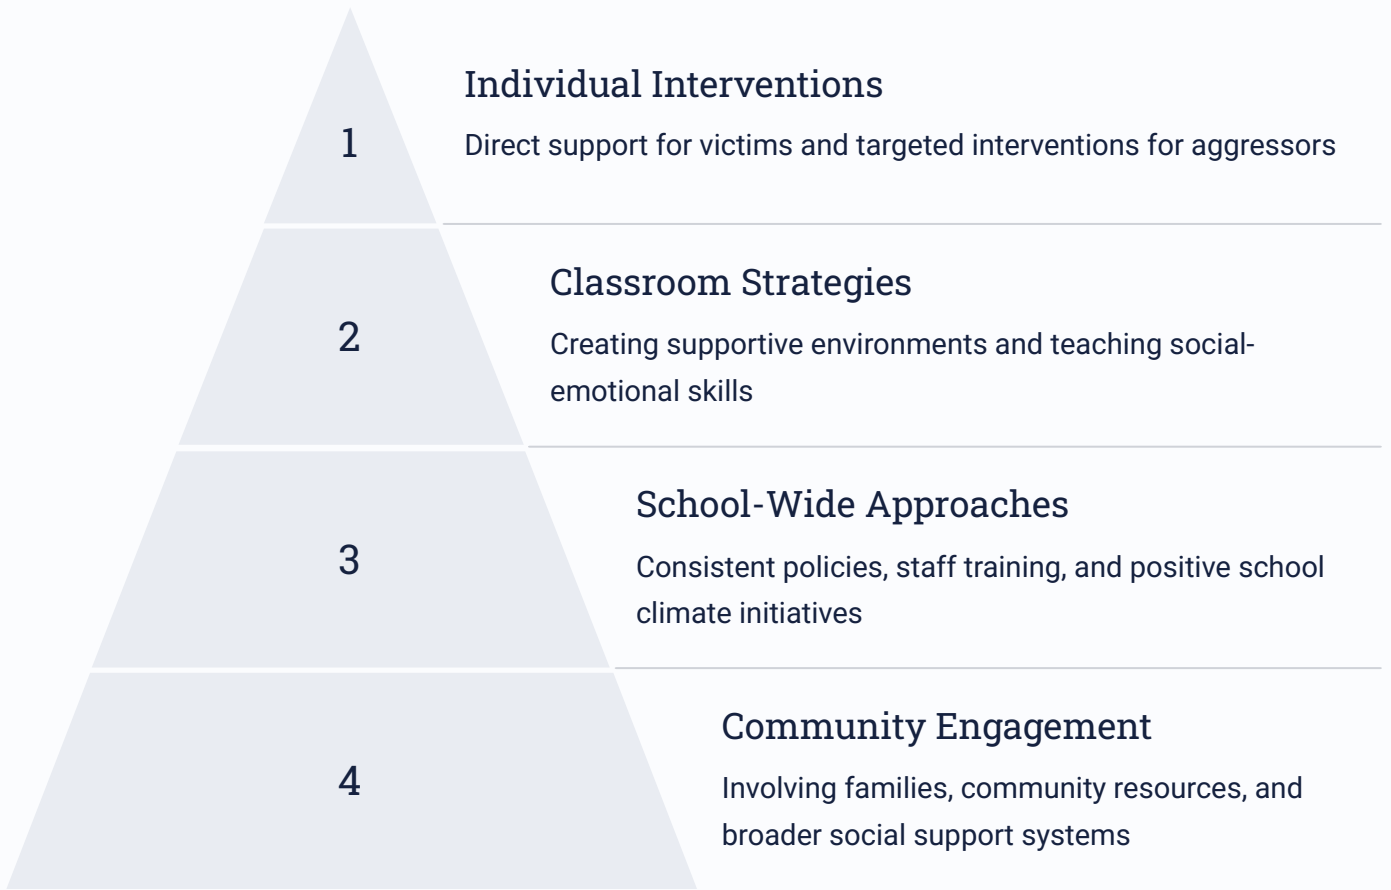 1
Individual Interventions
Direct support for victims and targeted interventions for aggressors
2
Classroom Strategies
Creating supportive environments and teaching social-
emotional skills
3
School-Wide Approaches
Consistent policies, staff training, and positive school
climate initiatives
4
Community Engagement
Involving families, community resources, and
broader social support systems